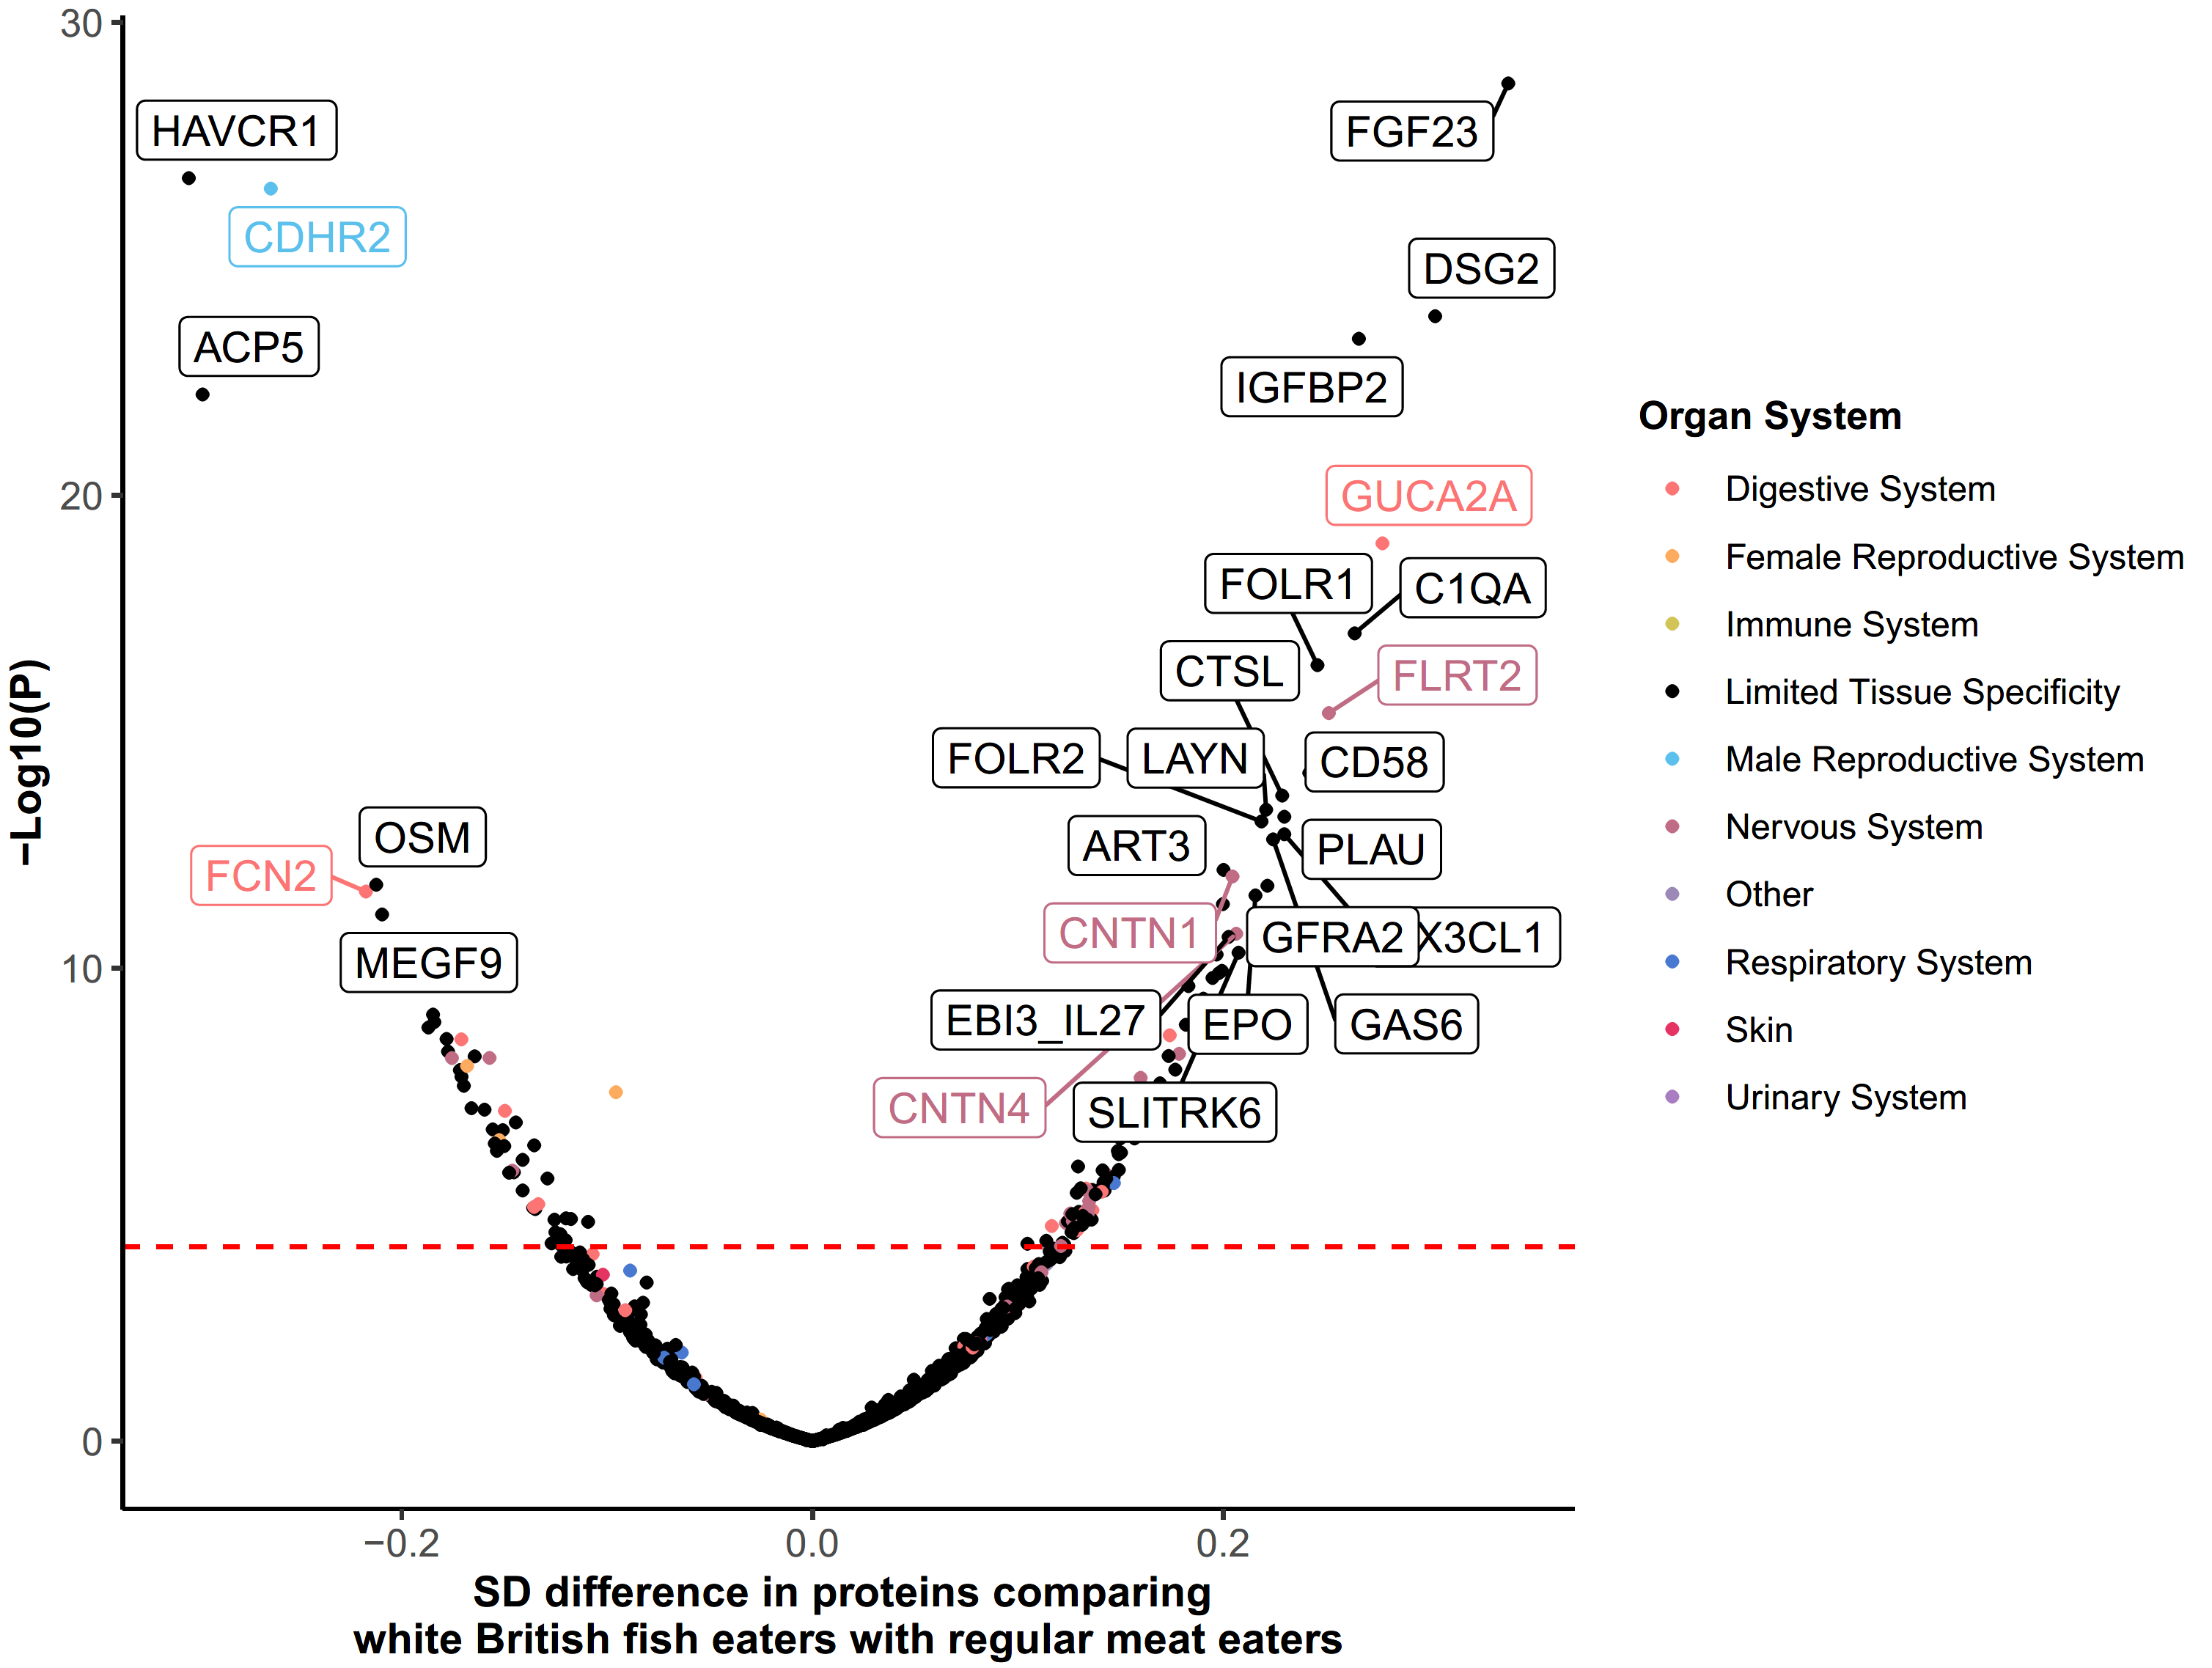 30
HAVCR1
FGF23
CDHR2
DSG2
ACP5
IGFBP2
Organ System
20
GUCA2A
Digestive System
Female Reproductive System
FOLR1
C1QA
Immune System
CTSL
FLRT2
Limited Tissue Specificity
FOLR2
LAYN
CD58
Male Reproductive System
−Log10(P)
OSM
ART3
PLAU
Nervous System
FCN2
Other
CNTN1
GFRA2
X3CL1
10
MEGF9
Respiratory System
EBI3_IL27
EPO
GAS6
Skin
CNTN4
SLITRK6
Urinary System
0
−0.2
0.0
0.2
SD difference in proteins comparing
white British fish eaters with regular meat eaters